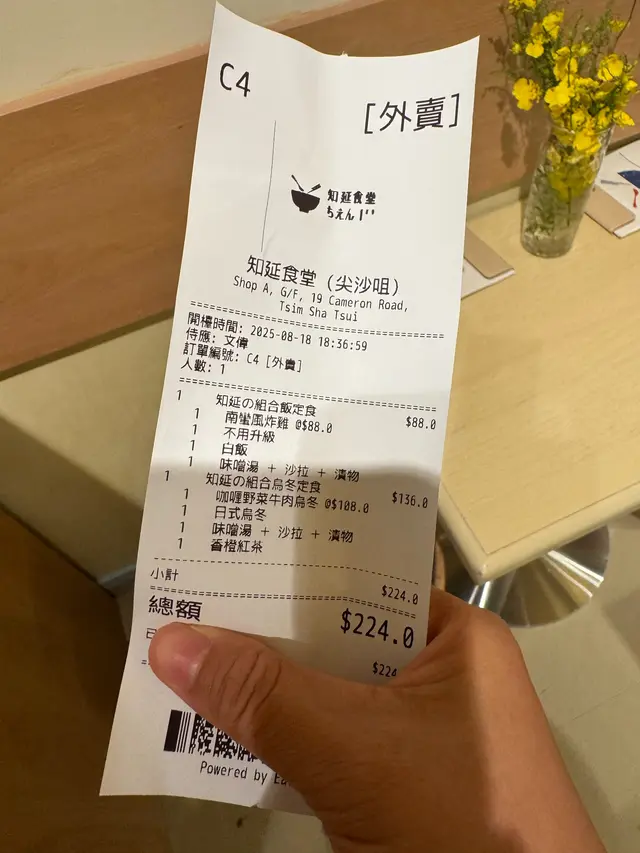 C4
[外賣]
知延食堂
ちえん
知延食堂 (尖沙咀)
Shop A, G/F, 19 Cameron Road,
Tsim Sha Tsui
開檯時間: 2025-08-18 18:36:59
侍應: 文偉
訂單編號: C4 [外賣]
人數: 1
1 知延の組合飯定食 $88.0
1 南蠻風炸雞 @$88.0
1 不用升級
1 白飯
1 味噌湯 + 沙拉 + 漬物
1 知延の組合烏冬定食 $136.0
1 咖喱野菜牛肉烏冬 @$108.0
1 日式烏冬
1 味噌湯 + 沙拉 + 漬物
1 香橙紅茶
小計 $224.0
總額 $224.0
$224
Powered by